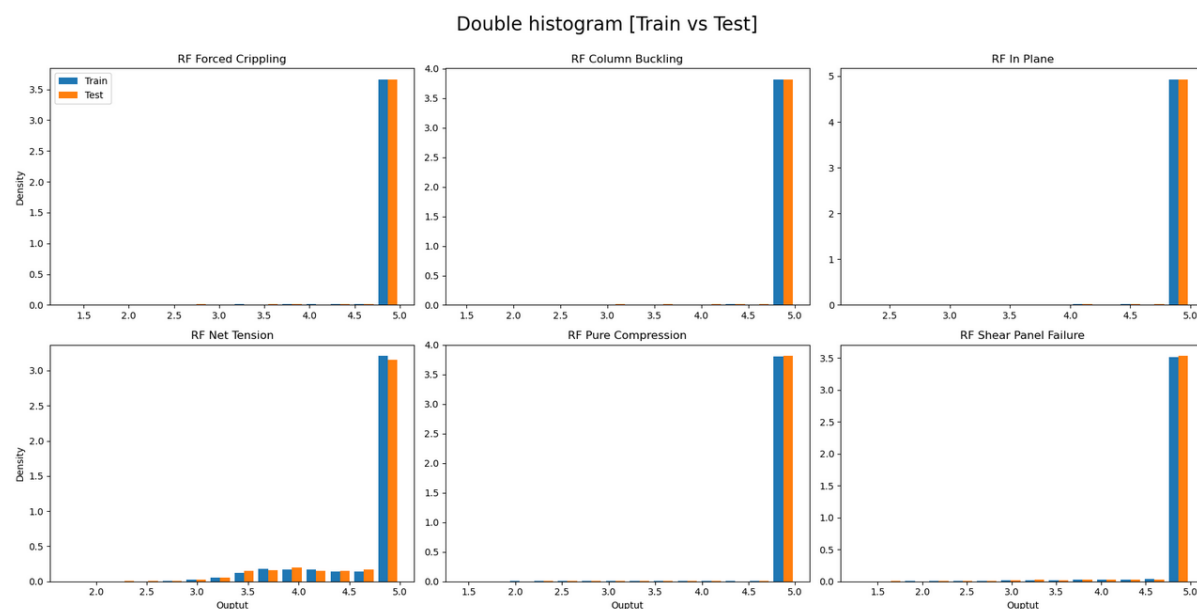 Double histogram [Train vs Test]
RF Forced Crippling
RF Column Buckling
RF In Plane
Train
Test
Density
3.5
3.0
2.5
2.0
1.5
1.0
0.5
0.0
1.5 2.0 2.5 3.0 3.5 4.0 4.5 5.0
4.0
3.5
3.0
2.5
2.0
1.5
1.0
0.5
0.0
1.5 2.0 2.5 3.0 3.5 4.0 4.5 5.0
5
4
3
2
1
0
2.5 3.0 3.5 4.0 4.5 5.0
RF Net Tension
RF Pure Compression
RF Shear Panel Failure
Density
3.0
2.5
2.0
1.5
1.0
0.5
0.0
2.0 2.5 3.0 3.5 4.0 4.5 5.0
Ouptut
4.0
3.5
3.0
2.5
2.0
1.5
1.0
0.5
0.0
1.5 2.0 2.5 3.0 3.5 4.0 4.5 5.0
Ouptut
3.5
3.0
2.5
2.0
1.5
1.0
0.5
0.0
1.5 2.0 2.5 3.0 3.5 4.0 4.5 5.0
Ouptut